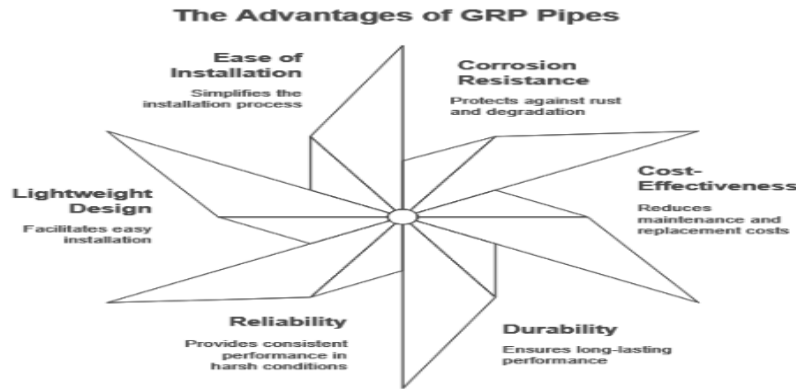 The Advantages of GRP Pipes
Ease of
Installation
Simplifies the
installation process
Corrosion
Resistance
Protects against rust
and degradation
Lightweight
Design
Facilitates easy
installation
Cost-
Effectiveness
Reduces
maintenance and
replacement costs
Reliability
Provides consistent
performance in
harsh conditions
Durability
Ensures long-lasting
performance